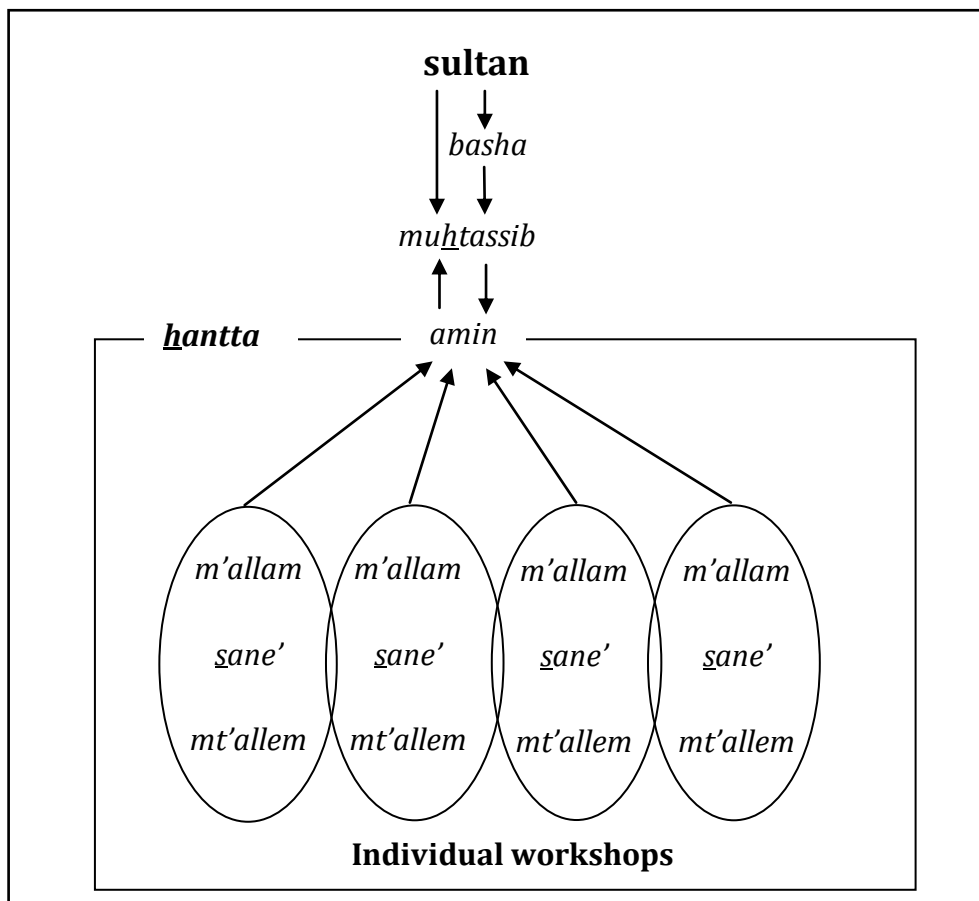 sultan
basha
muhtassib
hantta amin
m’allam m’allam m’allam m’allam
sane’ sane’ sane’ sane’
mt’allem mt’allem mt’allem mt’allem
Individual workshops